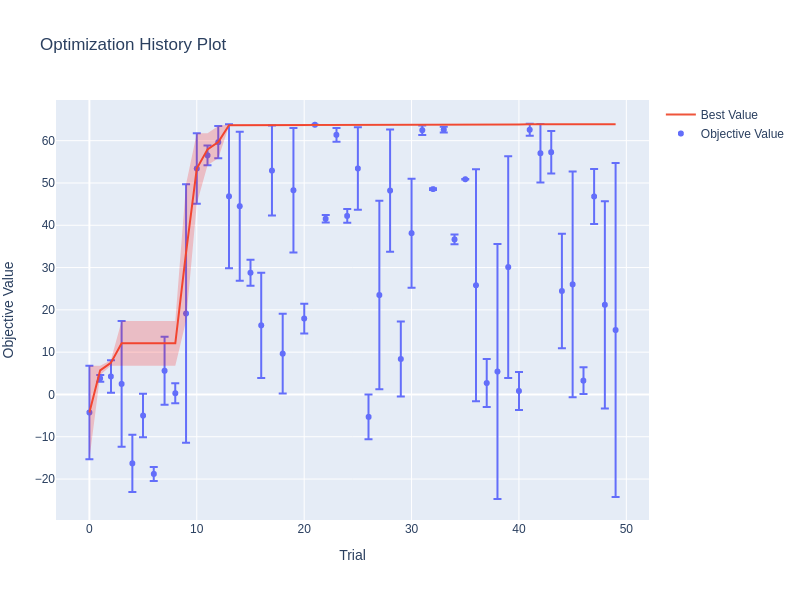 Optimization History Plot
Best Value
Objective Value
60
50
40
30
20
10
0
−10
−20
Objective Value
0 10 20 30 40 50
Trial